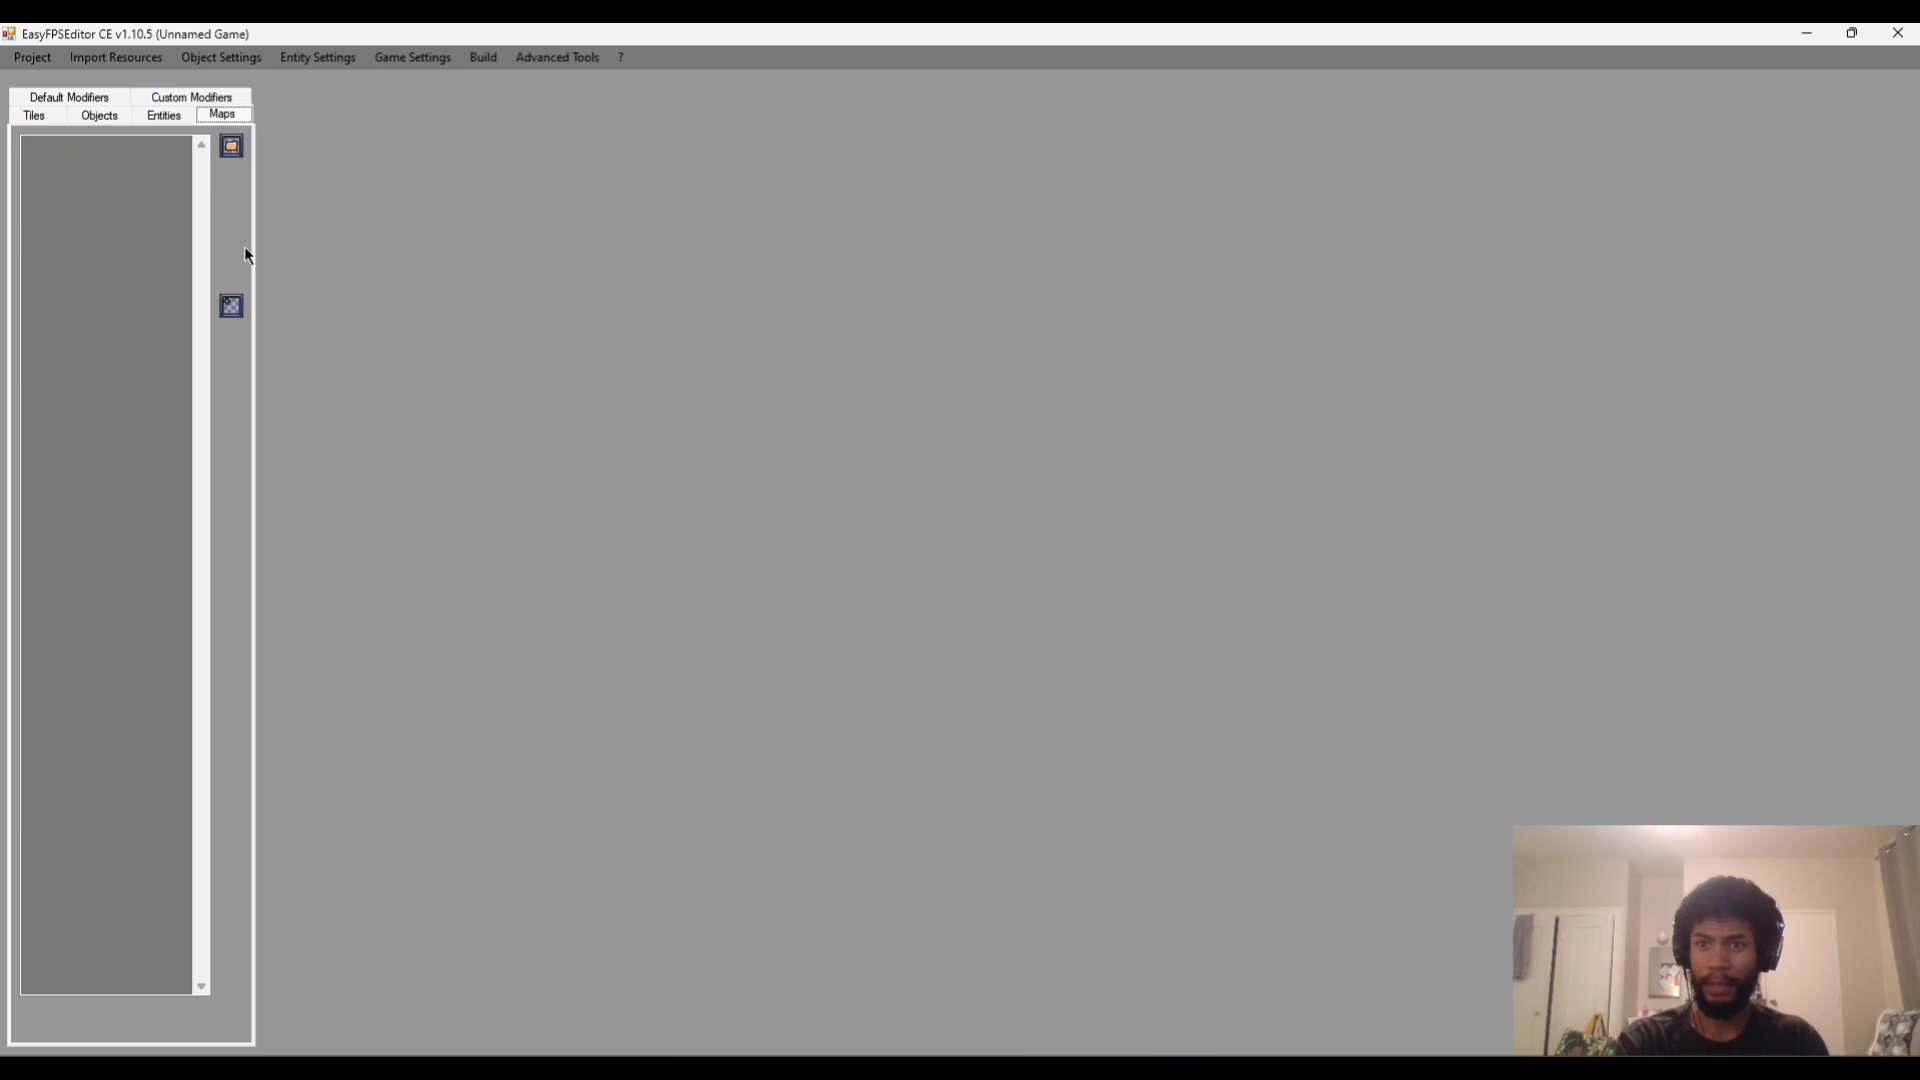 EasyFPSEditor CE v1.10.5 (Unnamed Game)
Project Import Resources Object Settings Entity Settings Game Settings Build Advanced Tools ?
Default Modifiers Custom Modifiers
Tiles Objects Entities Maps